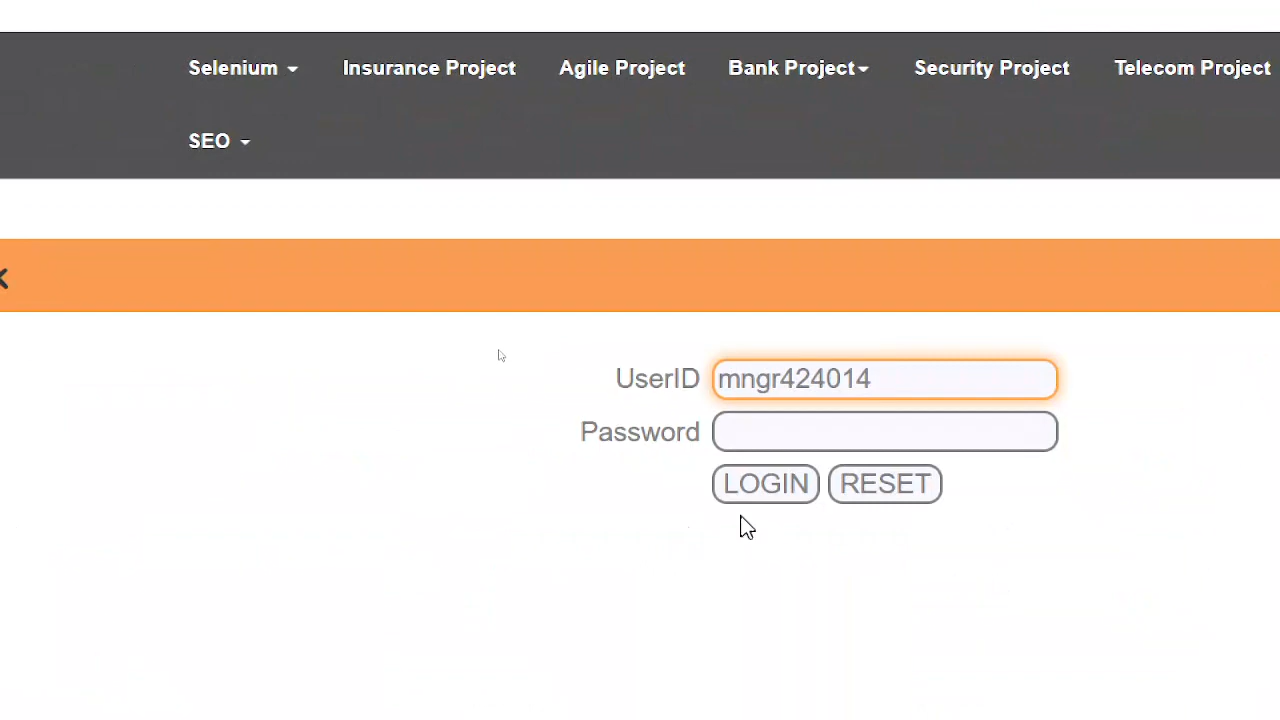 Selenium Insurance Project Agile Project Bank Project Security Project Telecom Project
SEO
UserID mngr424014
Password
LOGIN RESET